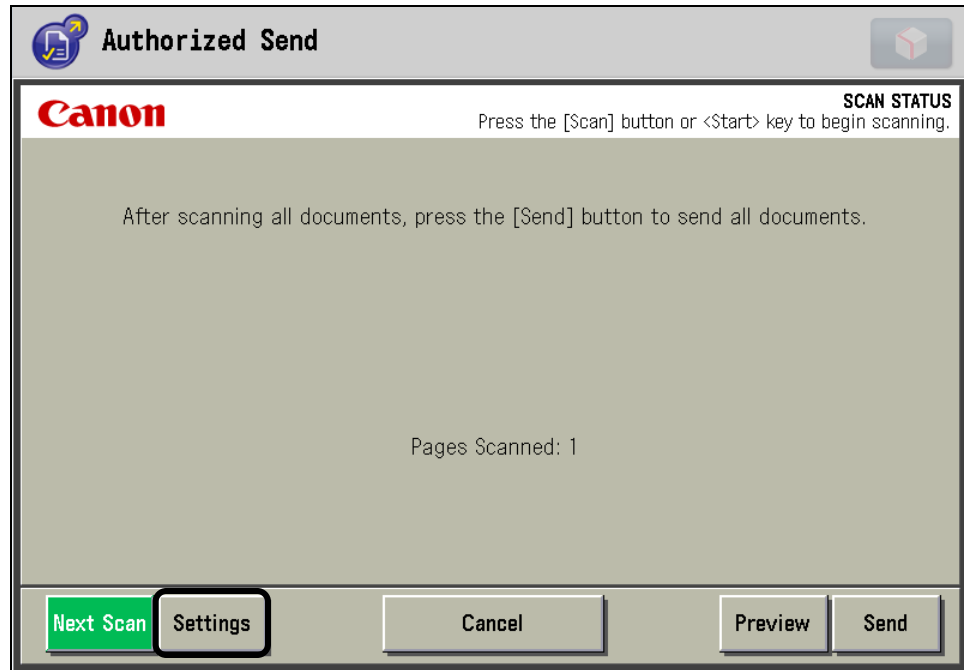 Authorized Send
Canon
SCAN STATUS
Press the [Scan] button or <Start> key to begin scanning.
After scanning all documents, press the [Send] button to send all documents.
Pages Scanned: 1
Next Scan
Settings
Cancel
Preview
Send